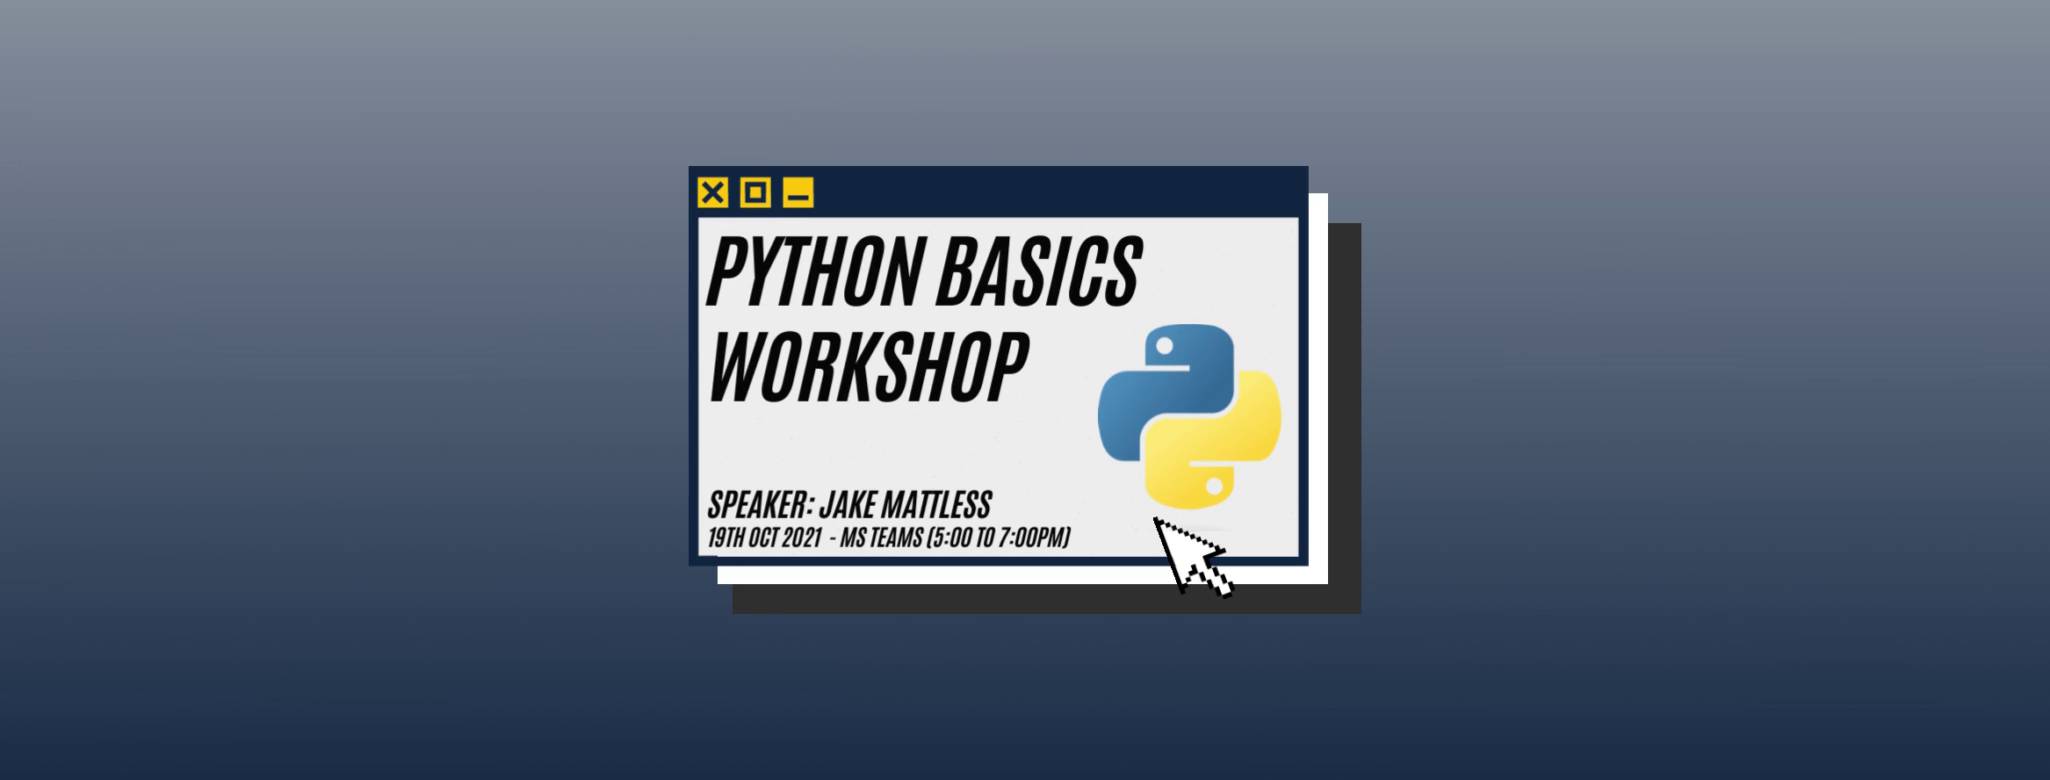 PYTHON BASICS
WORKSHOP
SPEAKER: JAKE MATTLESS
19TH OCT 2021 - MS TEAMS (5:00 TO 7:00PM)